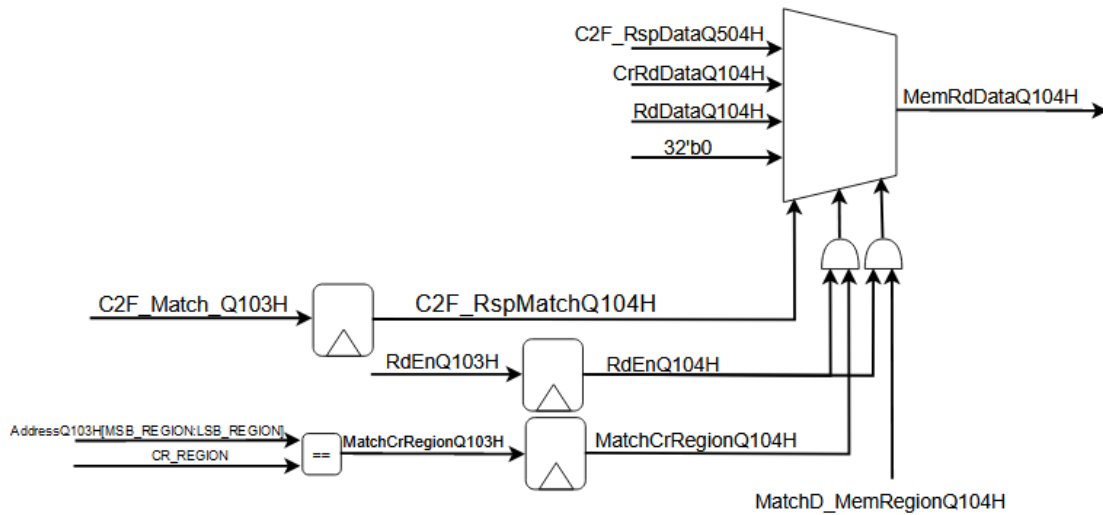 C2F_RspDataQ504H
CrRdDataQ104H
MemRdDataQ104H
RdDataQ104H
32'b0
C2F_Match_Q103H
C2F_RspMatchQ104H
RdEnQ103H
RdEnQ104H
AddressQ103H[MSB_REGION:LSB_REGION]
MatchCrRegionQ103H
MatchCrRegionQ104H
CR_REGION
==
MatchD_MemRegionQ104H